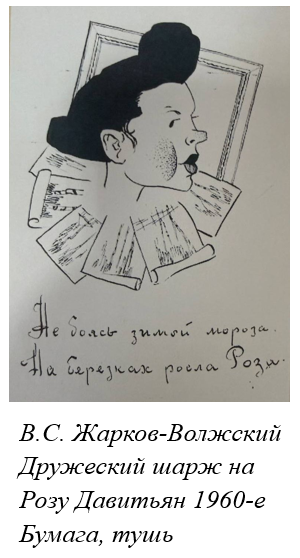 Не боясь зимой мороза.
На березках росла Роза.
В.С. Жарков-Волжский
Дружеский шарж на
Розу Давитьян 1960-е
Бумага, тушь